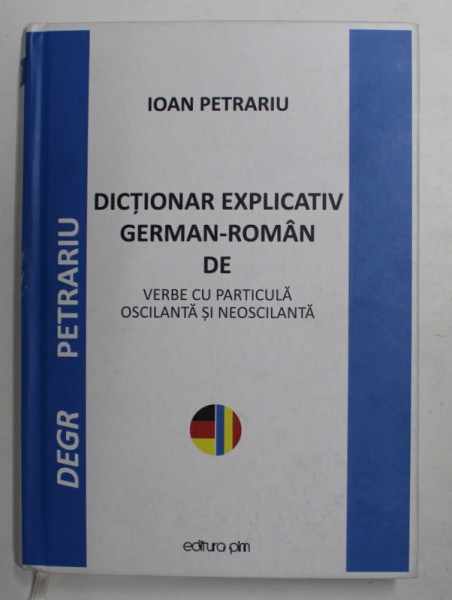 IOAN PETRARIU
DICȚIONAR EXPLICATIV
GERMAN-ROMÂN
DE
VERBE CU PARTICULĂ
OSCILANTĂ ȘI NEOSCILANTĂ
editura pim
DEGR PETRARIU